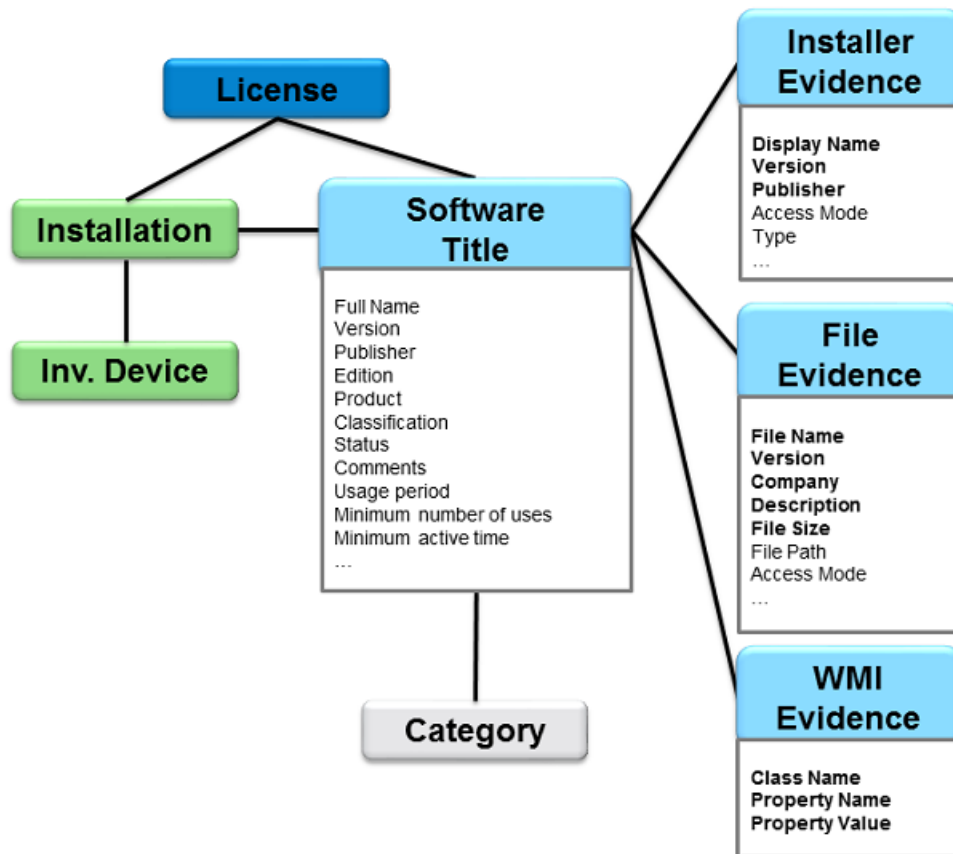 License
Installation
Inv. Device
Software
Title
Full Name
Version
Publisher
Edition
Product
Classification
Status
Comments
Usage period
Minimum number of uses
Minimum active time
...
Category
Installer
Evidence
Display Name
Version
Publisher
Access Mode
Type
...
File
Evidence
File Name
Version
Company
Description
File Size
File Path
Access Mode
...
WMI
Evidence
Class Name
Property Name
Property Value